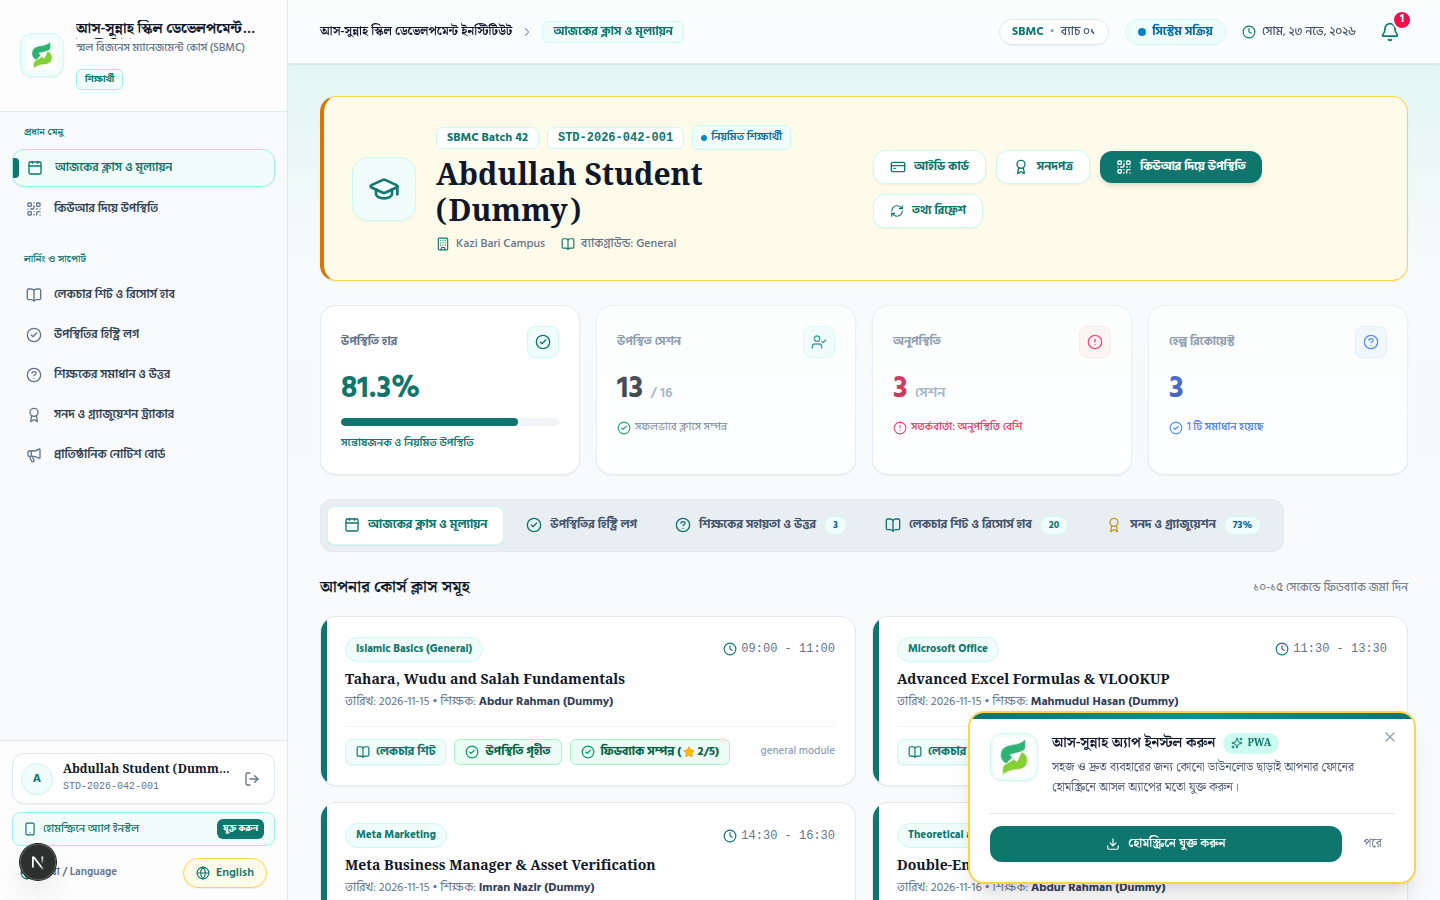 আস-সুন্নাহ স্কিল ডেভেলপমেন্ট...
স্মল বিজনেস ম্যানেজমেন্ট কোর্স (SBMC)
শিক্ষার্থী
প্রধান মেনু
আজকের ক্লাস ও মূল্যায়ন
কিউআর দিয়ে উপস্থিতি
লার্নিং ও সাপোর্ট
লেকচার শিট ও রিসোর্স হাব
উপস্থিতির হিস্ট্রি লগ
শিক্ষকের সমাধান ও উত্তর
সনদ ও গ্র্যাজুয়েশন ট্র্যাকার
প্রাতিষ্ঠানিক নোটিশ বোর্ড
A
Abdullah Student (Dumm...
STD-2026-042-001
হোমস্ক্রিনে অ্যাপ ইনস্টল
যুক্ত করুন
N
/ Language
English
আস-সুন্নাহ স্কিল ডেভেলপমেন্ট ইনস্টিটিউট
আজকের ক্লাস ও মূল্যায়ন
SBMC • ব্যাচ ০১
সিস্টেম সক্রিয়
সোম, ২৩ নভে, ২০২৬
1
SBMC Batch 42
STD-2026-042-001
নিয়মিত শিক্ষার্থী
Abdullah Student
(Dummy)
Kazi Bari Campus
ব্যাকগ্রাউন্ড: General
আইডি কার্ড
সনদপত্র
কিউআর দিয়ে উপস্থিতি
তথ্য রিফ্রেশ
উপস্থিতি হার
81.3%
সন্তোষজনক ও নিয়মিত উপস্থিতি
উপস্থিত সেশন
13 / 16
সফলভাবে ক্লাসে সম্পন্ন
অনুপস্থিতি
3 সেশন
সতর্কবার্তা: অনুপস্থিতি বেশি
হেল্প রিকোয়েস্ট
3
1 টি সমাধান হয়েছে
আজকের ক্লাস ও মূল্যায়ন
উপস্থিতির হিস্ট্রি লগ
শিক্ষকের সহায়তা ও উত্তর 3
লেকচার শিট ও রিসোর্স হাব 20
সনদ ও গ্র্যাজুয়েশন 73%
আপনার কোর্স ক্লাস সমূহ
১০-১৫ সেকেন্ডে ফিডব্যাক জমা দিন
Islamic Basics (General)
09:00 - 11:00
Tahara, Wudu and Salah Fundamentals
তারিখ: 2026-11-15 • শিক্ষক: Abdur Rahman (Dummy)
লেকচার শিট
উপস্থিতি গৃহীত
ফিডব্যাক সম্পন্ন (⭐ 2/5)
general module
Microsoft Office
11:30 - 13:30
Advanced Excel Formulas & VLOOKUP
তারিখ: 2026-11-15 • শিক্ষক: Mahmudul Hasan (Dummy)
লেকচার
Meta Marketing
14:30 - 16:30
Meta Business Manager & Asset Verification
তারিখ: 2026-11-15 • শিক্ষক: Imran Nazir (Dummy)
Theoretical
Double-En
তারিখ: 2026-11-16 • শিক্ষক: Abdur Rahman (Dummy)
আস-সুন্নাহ অ্যাপ ইনস্টল করুন
PWA
সহজ ও দ্রুত ব্যবহারের জন্য কোনো ডাউনলোড ছাড়াই আপনার ফোনের
হোমস্ক্রিনে আসল অ্যাপের মতো যুক্ত করুন।
হোমস্ক্রিনে যুক্ত করুন
পরে